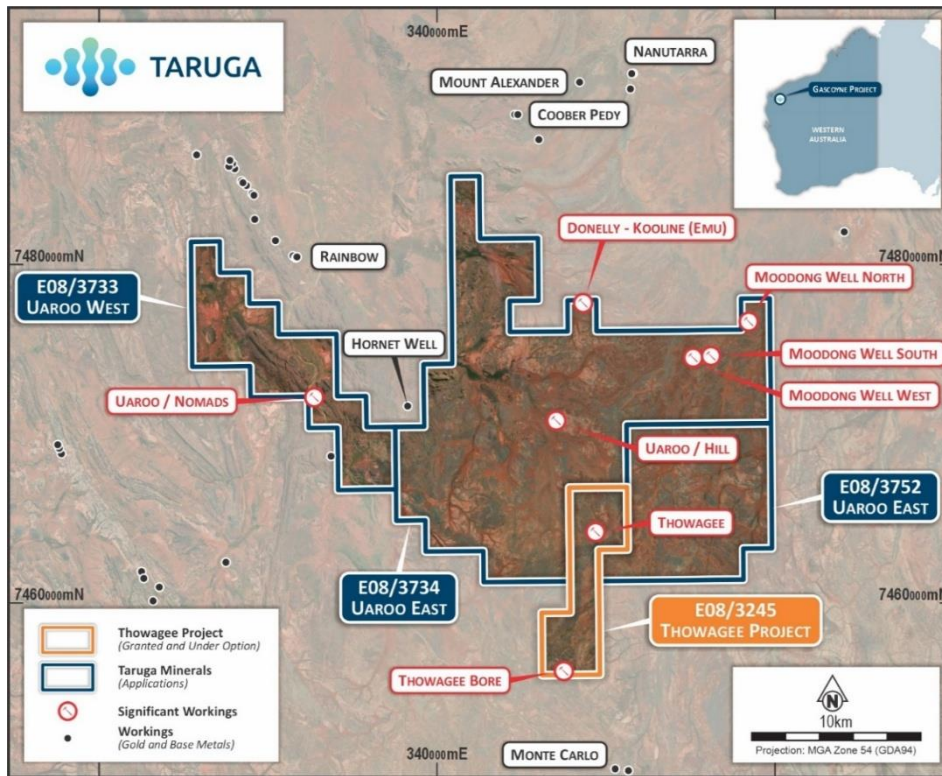 340000mE
TARUGA
NANUTARRA
MOUNT ALEXANDER
COOBER PEDY
GASCOYNE PROJECT
WESTERN
AUSTRALIA
DONELLY - KOOLINE (EMU)
7480000mN
7480000mN
RAINBOW
MOODONG WELL NORTH
E08/3733
UAROO WEST
HORNET WELL
MOODONG WELL SOUTH
MOODONG WELL WEST
UAROO / NOMADS
UAROO / HILL
E08/3752
UAROO EAST
THOWAGEE
E08/3734
UAROO EAST
7460000mN
7460000mN
E08/3245
THOWAGEE PROJECT
THOWAGEE BORE
Thowagee Project
(Granted and Under Option)
Taruga Minerals
(Applications)
Significant Workings
Workings
(Gold and Base Metals)
N
10km
Projection: MGA Zone 54 (GDA94)
340000mE
MONTE CARLO